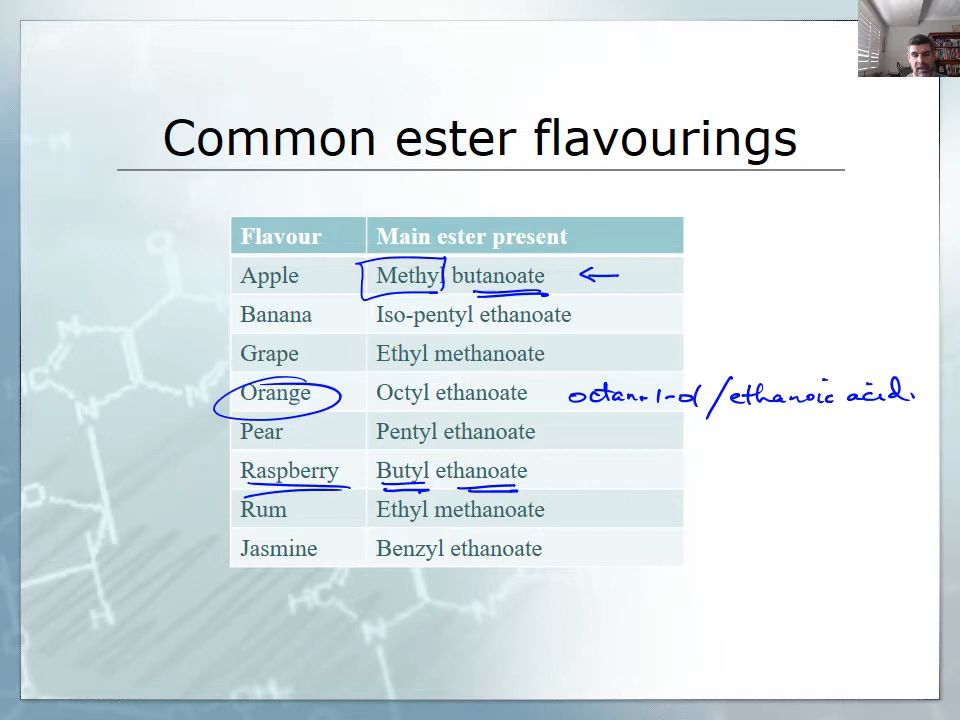 Common ester flavourings
Flavour Main ester present
Apple Methyl butanoate
Banana Iso-pentyl ethanoate
Grape Ethyl methanoate
Orange Octyl ethanoate octan-1-ol/ethanoic acid.
Pear Pentyl ethanoate
Raspberry Butyl ethanoate
Rum Ethyl methanoate
Jasmine Benzyl ethanoate